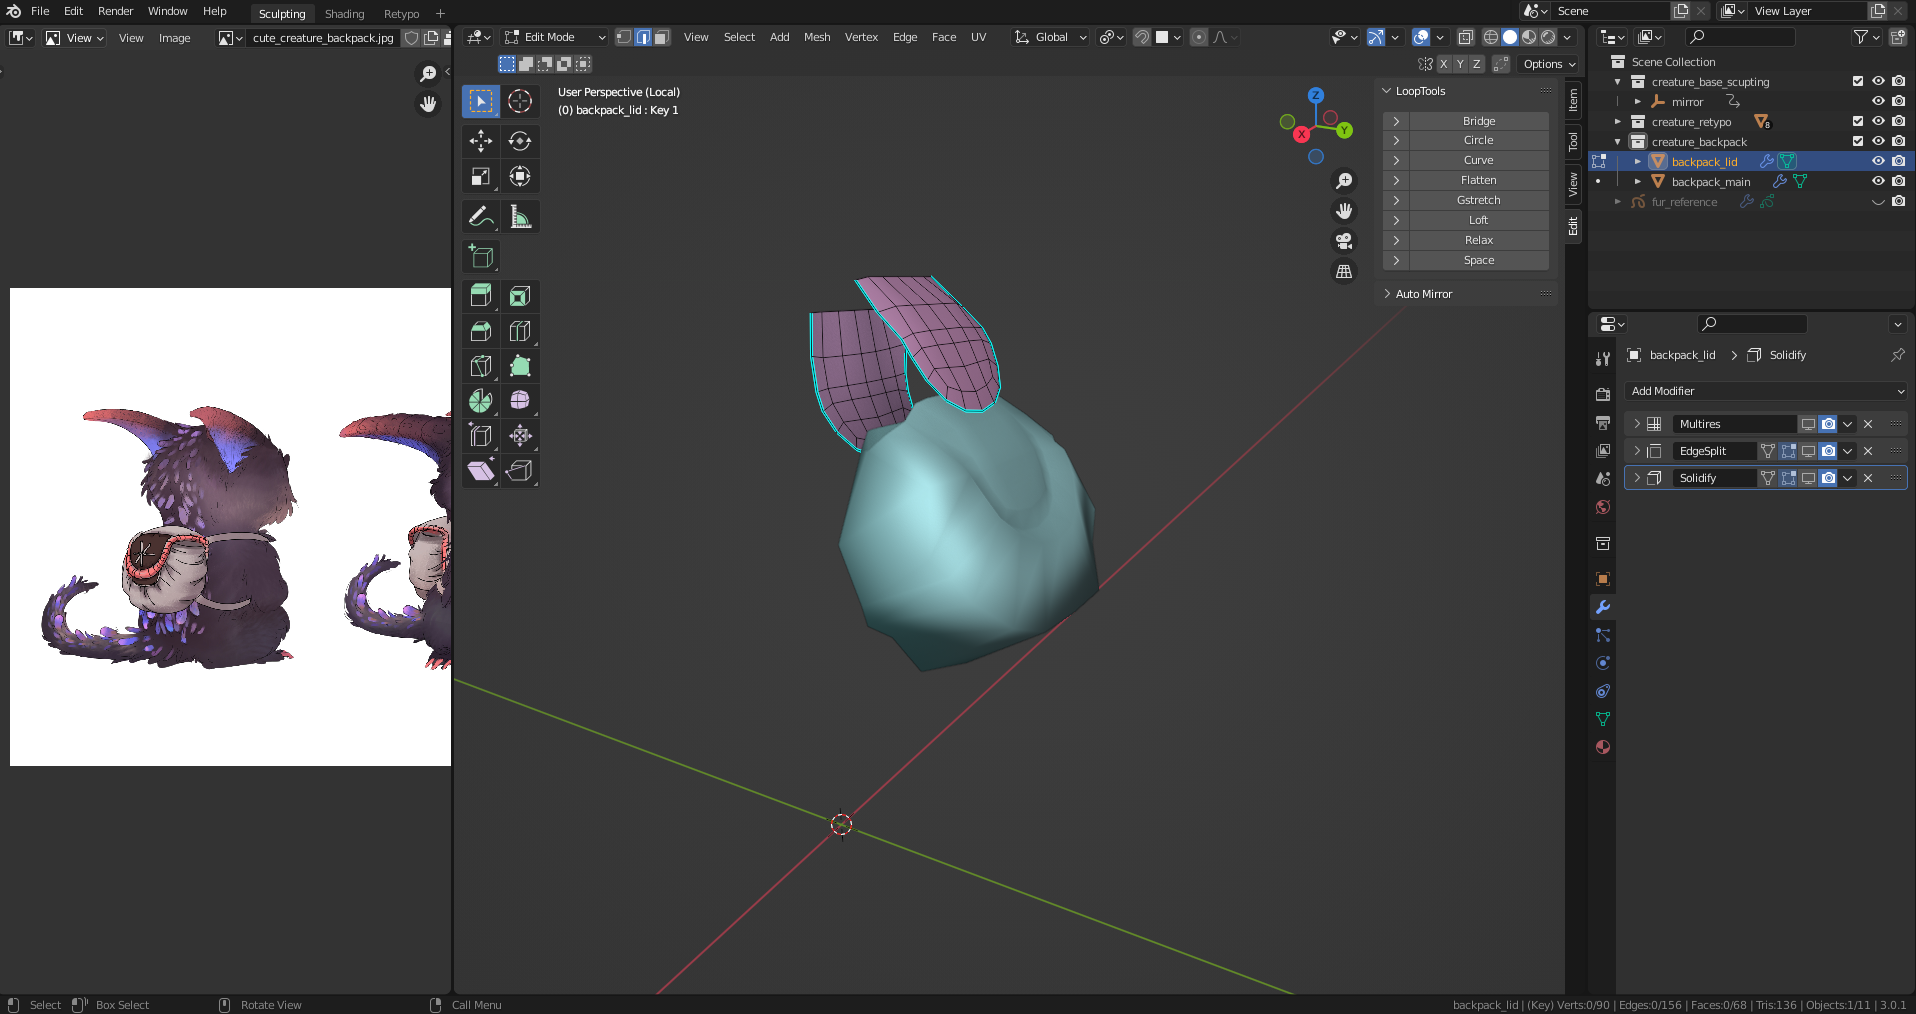 File Edit Render Window Help Sculpting Shading Retypo + Scene View Layer
View View Image cute_creature_backpack.jpg Edit Mode View Select Add Mesh Vertex Edge Face UV Global
X Y Z Options
User Perspective (Local)
(0) backpack_lid : Key 1
LoopTools
Bridge
Circle
Curve
Flatten
Gstretch
Loft
Relax
Space
Auto Mirror
Item
Tool
View
Edit
Z
Y
X
Scene Collection
creature_base_scupting
mirror
creature_retypo 8
creature_backpack
backpack_lid
backpack_main
fur_reference
backpack_lid > Solidify
Add Modifier
Multires
EdgeSplit
Solidify
Select Box Select Rotate View Call Menu backpack_lid | (Key) Verts:0/90 | Edges:0/156 | Faces:0/68 | Tris:136 | Objects:1/11 | 3.0.1